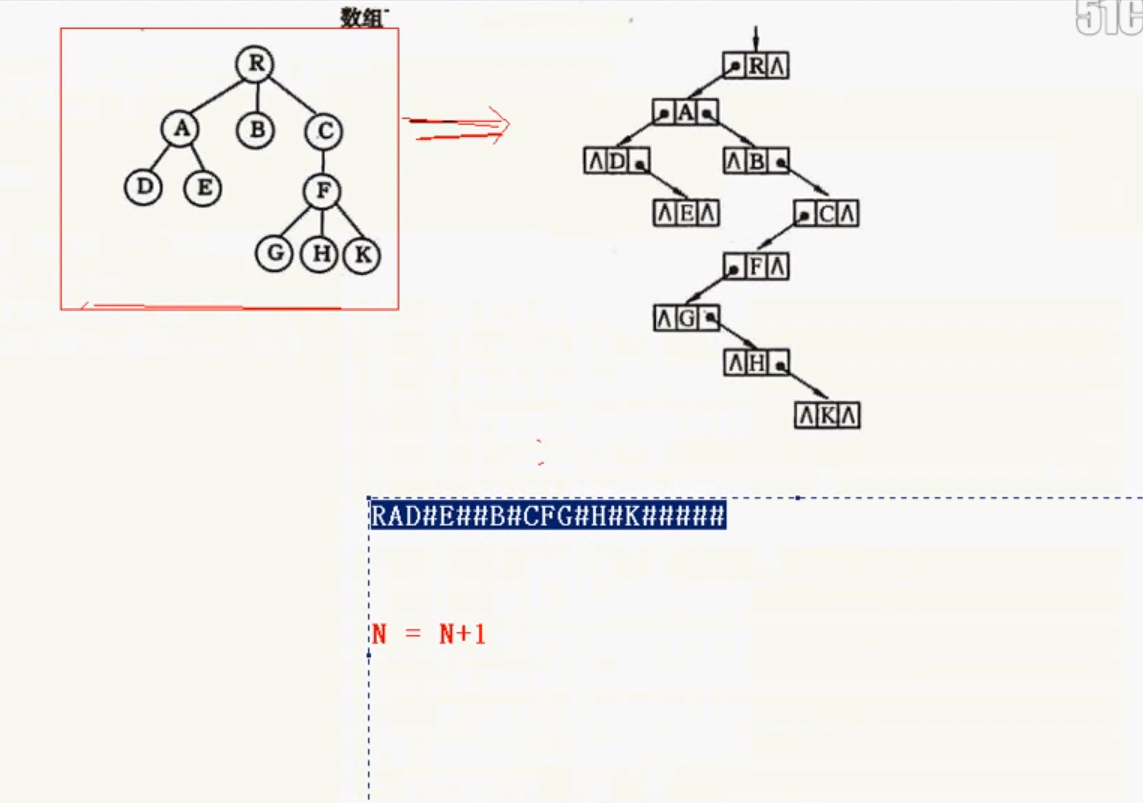 数组
51C
R
A B C
D E
F
G H K
R Λ
A
Λ D
Λ B
Λ E Λ
C Λ
F Λ
Λ G
Λ H
Λ K Λ
RAD#E##B#CFG#H#K#####
N = N+1